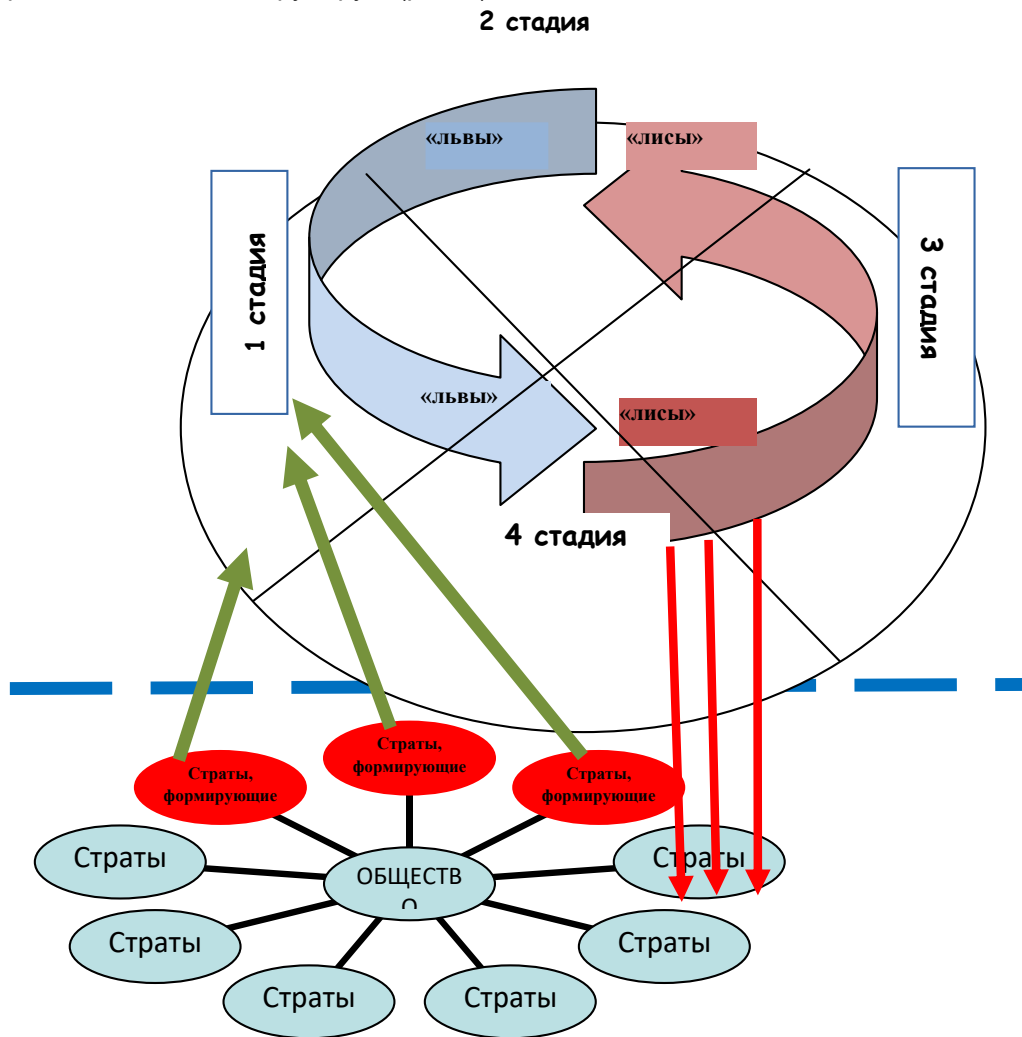 2 стадия
«львы»
«лисы»
1 стадия
3 стадия
«львы»
«лисы»
4 стадия
Страты,
формирующие
Страты,
формирующие
Страты,
формирующие
Страты
ОБЩЕСТВ
О
Страты
Страты
Страты
Страты
Страты